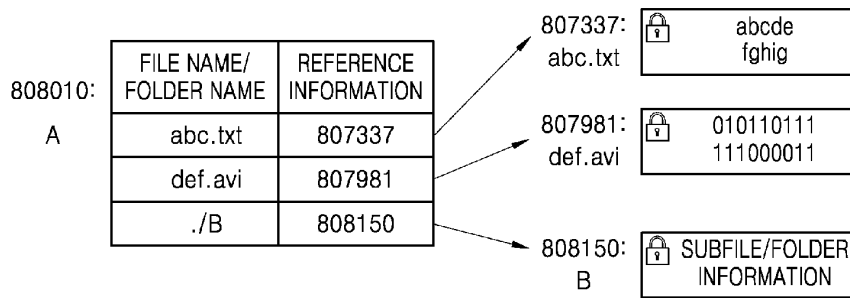 808010:
A
FILE NAME/
FOLDER NAME
REFERENCE
INFORMATION
abc.txt
807337
def.avi
807981
./B
808150
807337:
abc.txt
abcde
fghig
807981:
def.avi
010110111
111000011
808150:
B
SUBFILE/FOLDER
INFORMATION